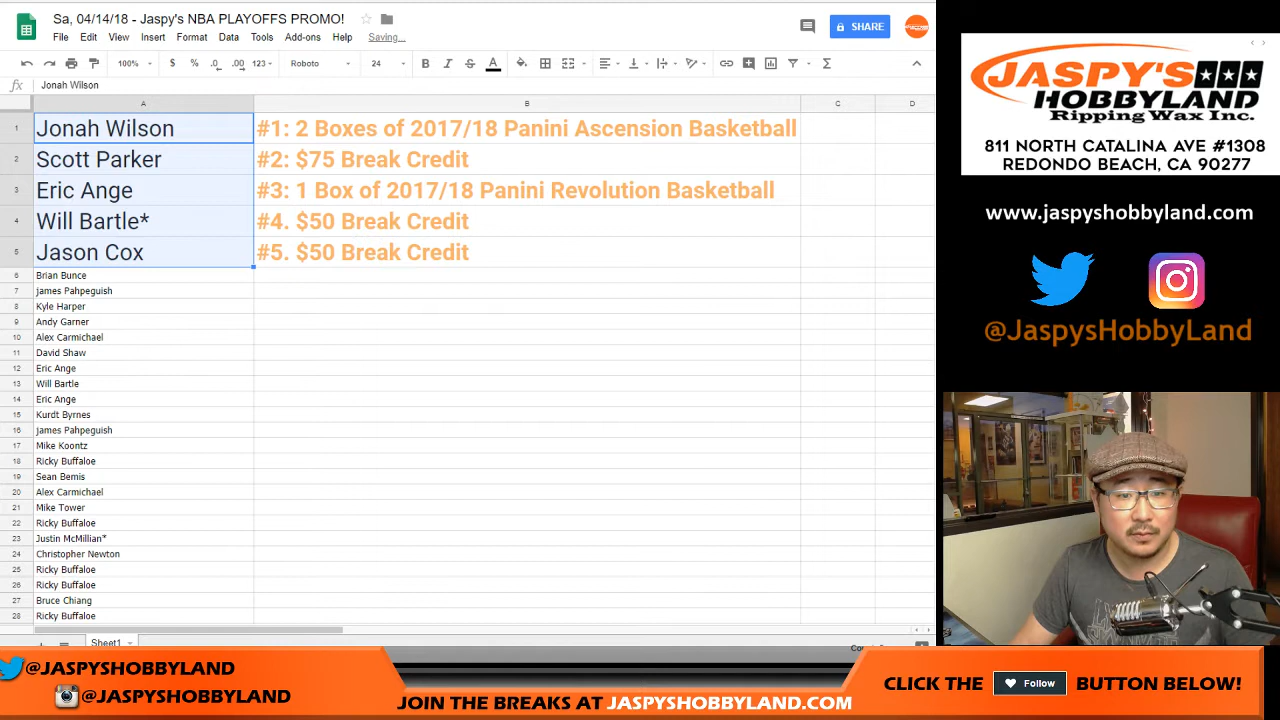 Sa, 04/14/18 - Jaspy's NBA PLAYOFFS PROMO!
File Edit View Insert Format Data Tools Add-ons Help Saving...
SHARE
100% $ % .0 .00 123 Roboto 24 B I S A
fx Jonah Wilson
A B C D
1 Jonah Wilson #1: 2 Boxes of 2017/18 Panini Ascension Basketball
2 Scott Parker #2: $75 Break Credit
3 Eric Ange #3: 1 Box of 2017/18 Panini Revolution Basketball
4 Will Bartle* #4. $50 Break Credit
5 Jason Cox #5. $50 Break Credit
6 Brian Bunce
7 james Pahpeguish
8 Kyle Harper
9 Andy Garner
10 Alex Carmichael
11 David Shaw
12 Eric Ange
13 Will Bartle
14 Eric Ange
15 Kurdt Byrnes
16 james Pahpeguish
17 Mike Koontz
18 Ricky Buffaloe
19 Sean Bemis
20 Alex Carmichael
21 Mike Tower
22 Ricky Buffaloe
23 Justin McMillian*
24 Christopher Newton
25 Ricky Buffaloe
26 Ricky Buffaloe
27 Bruce Chiang
28 Ricky Buffaloe
Sheet1
JASPY'S
HOBBYLAND
Ripping Wax Inc.
811 NORTH CATALINA AVE #1308
REDONDO BEACH, CA 90277
www.jaspyshobbyland.com
@JaspysHobbyLand
@JASPYSHOBBYLAND
@JASPYSHOBBYLAND
JOIN THE BREAKS AT JASPYSHOBBYLAND.COM
CLICK THE Follow BUTTON BELOW!